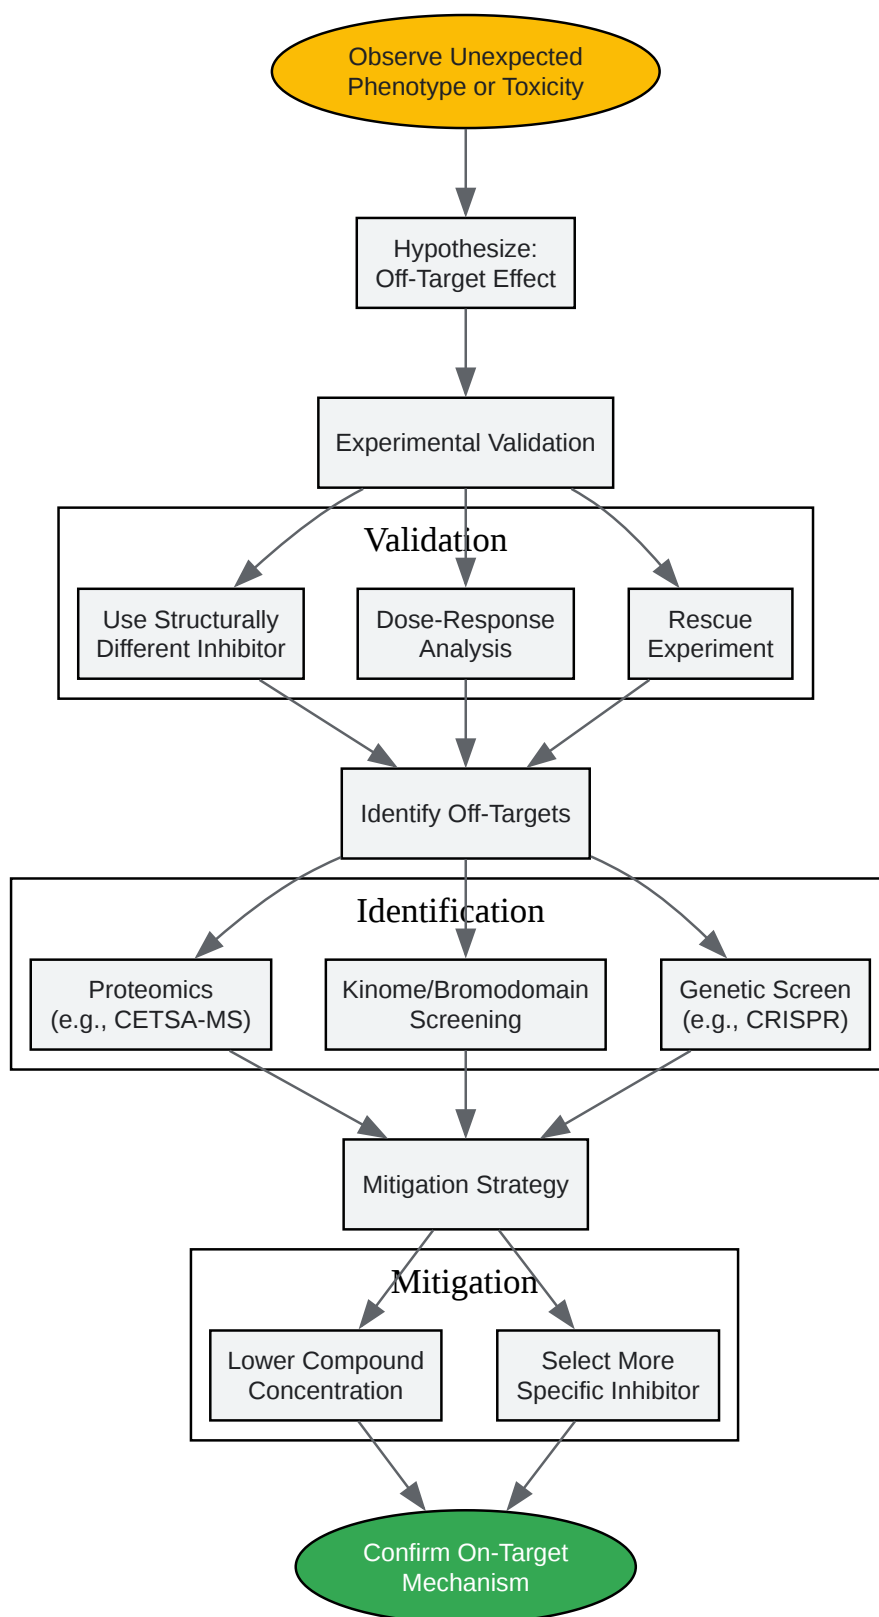 Observe Unexpected
Phenotype or Toxicity
Hypothesize:
Off-Target Effect
Experimental Validation
Validation
Use Structurally
Different Inhibitor
Dose-Response
Analysis
Rescue
Experiment
Identify Off-Targets
Identification
Proteomics
(e.g., CETSA-MS)
Kinome/Bromodomain
Screening
Genetic Screen
(e.g., CRISPR)
Mitigation Strategy
Mitigation
Lower Compound
Concentration
Select More
Specific Inhibitor
Confirm On-Target
Mechanism